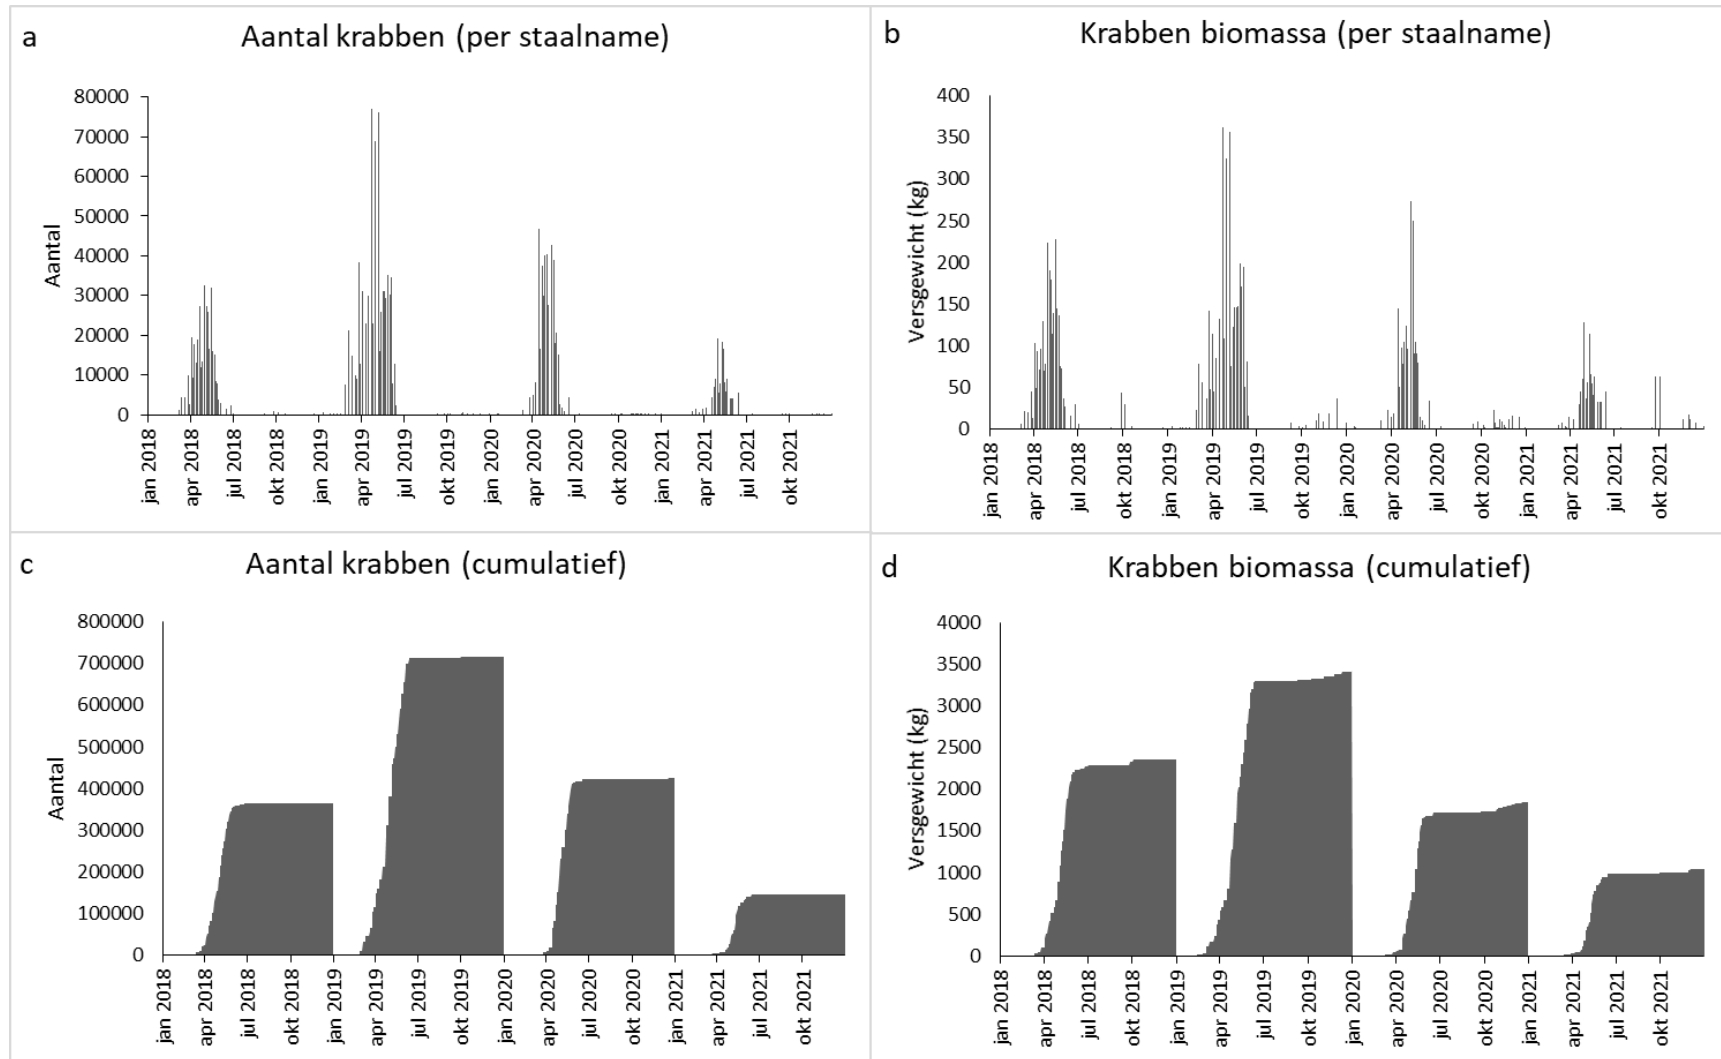 a
Aantal krabben (per staalname)
80000
70000
60000
50000
40000
30000
20000
10000
0
Aantal
jan 2018
apr 2018
jul 2018
okt 2018
jan 2019
apr 2019
jul 2019
okt 2019
jan 2020
apr 2020
jul 2020
okt 2020
jan 2021
apr 2021
jul 2021
okt 2021
b
Krabben biomassa (per staalname)
400
350
300
250
200
150
100
50
0
Versgewicht (kg)
jan 2018
apr 2018
jul 2018
okt 2018
jan 2019
apr 2019
jul 2019
okt 2019
jan 2020
apr 2020
jul 2020
okt 2020
jan 2021
apr 2021
jul 2021
okt 2021
c
Aantal krabben (cumulatief)
800000
700000
600000
500000
400000
300000
200000
100000
0
Aantal
jan 2018
apr 2018
jul 2018
okt 2018
jan 2019
apr 2019
jul 2019
okt 2019
jan 2020
apr 2020
jul 2020
okt 2020
jan 2021
apr 2021
jul 2021
okt 2021
d
Krabben biomassa (cumulatief)
4000
3500
3000
2500
2000
1500
1000
500
0
Versgewicht (kg)
jan 2018
apr 2018
jul 2018
okt 2018
jan 2019
apr 2019
jul 2019
okt 2019
jan 2020
apr 2020
jul 2020
okt 2020
jan 2021
apr 2021
jul 2021
okt 2021